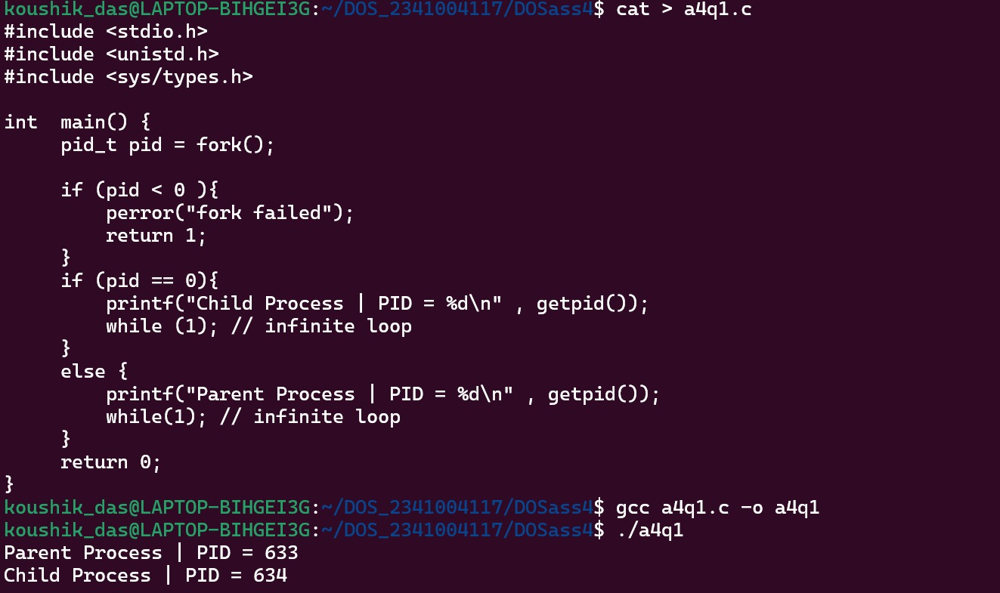 koushik_das@LAPTOP-BIHGEI3G:~/DOS_2341004117/DOSass4$ cat > a4q1.c
#include <stdio.h>
#include <unistd.h>
#include <sys/types.h>

int  main() {
     pid_t pid = fork();

     if (pid < 0 ){
         perror("fork failed");
         return 1;
     }
     if (pid == 0){
         printf("Child Process | PID = %d\n" , getpid());
         while (1); // infinite loop
     }
     else {
         printf("Parent Process | PID = %d\n" , getpid());
         while(1); // infinite loop
     }
     return 0;
}
koushik_das@LAPTOP-BIHGEI3G:~/DOS_2341004117/DOSass4$ gcc a4q1.c -o a4q1
koushik_das@LAPTOP-BIHGEI3G:~/DOS_2341004117/DOSass4$ ./a4q1
Parent Process | PID = 633
Child Process | PID = 634